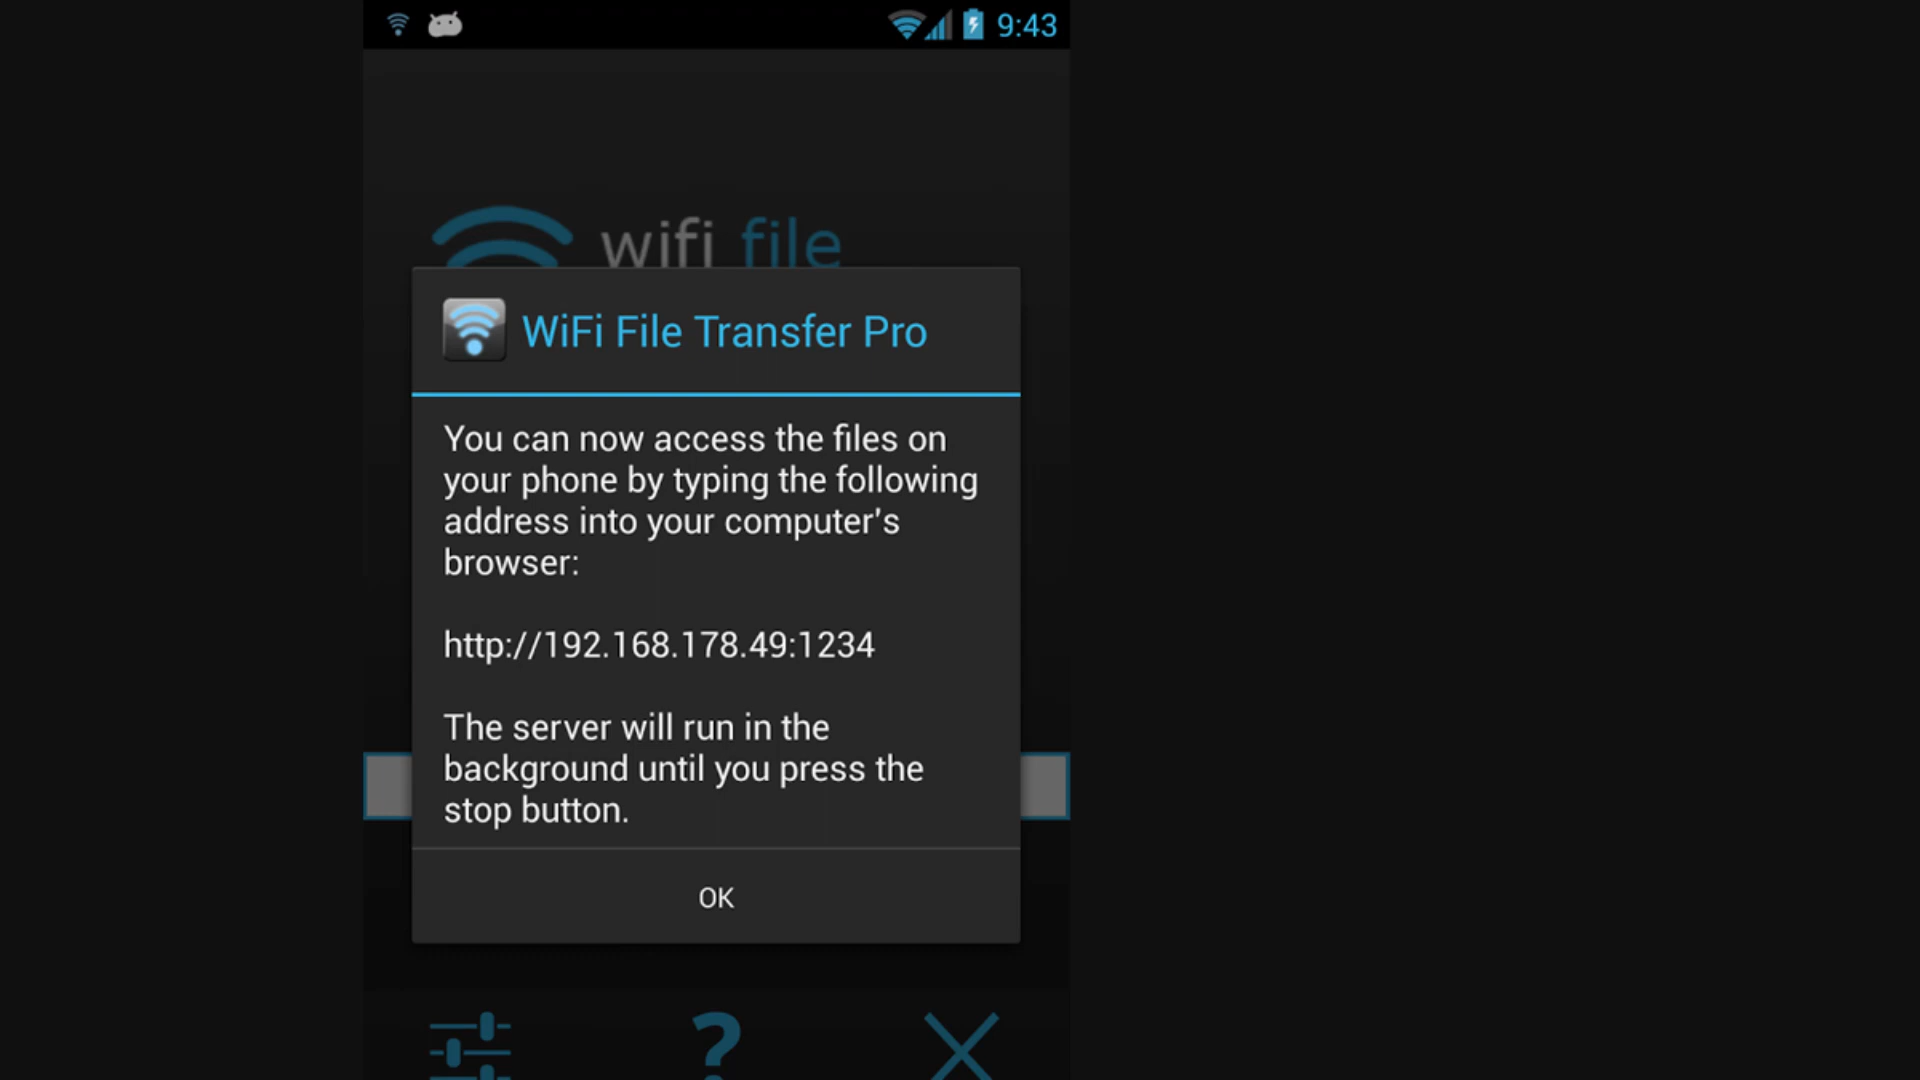 9:43
wifi file
WiFi File Transfer Pro
You can now access the files on
your phone by typing the following
address into your computer's
browser:
http://192.168.178.49:1234
The server will run in the
background until you press the
stop button.
OK
?